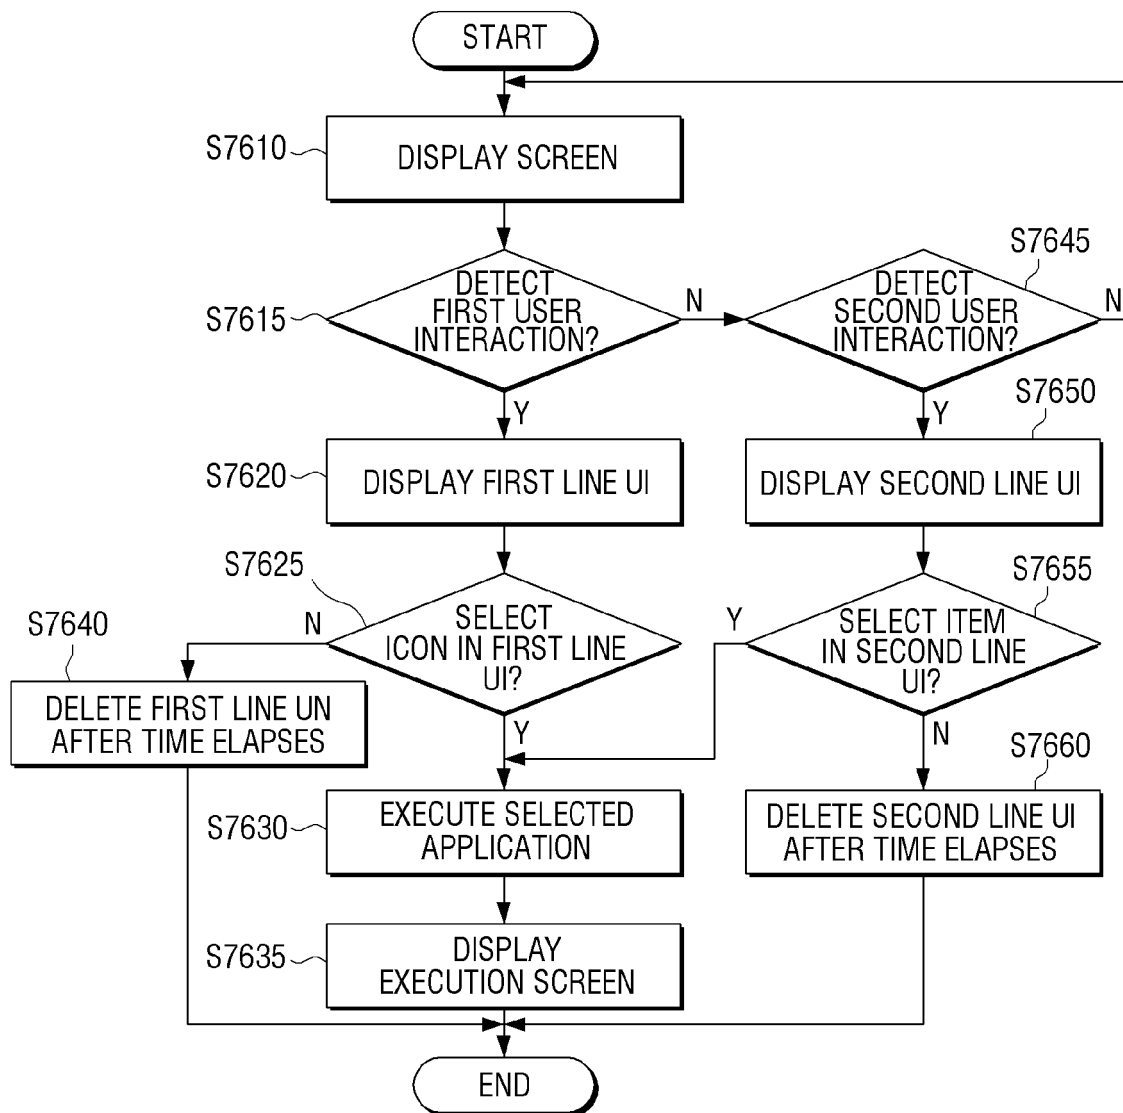 START
S7610
DISPLAY SCREEN
S7615
DETECT
FIRST USER
INTERACTION?
N
Y
S7645
DETECT
SECOND USER
INTERACTION?
N
Y
S7620
DISPLAY FIRST LINE UI
S7650
DISPLAY SECOND LINE UI
S7625
SELECT
ICON IN FIRST LINE
UI?
N
Y
S7655
SELECT ITEM
IN SECOND LINE
UI?
Y
N
S7640
DELETE FIRST LINE UN
AFTER TIME ELAPSES
S7630
EXECUTE SELECTED
APPLICATION
S7660
DELETE SECOND LINE UI
AFTER TIME ELAPSES
S7635
DISPLAY
EXECUTION SCREEN
END